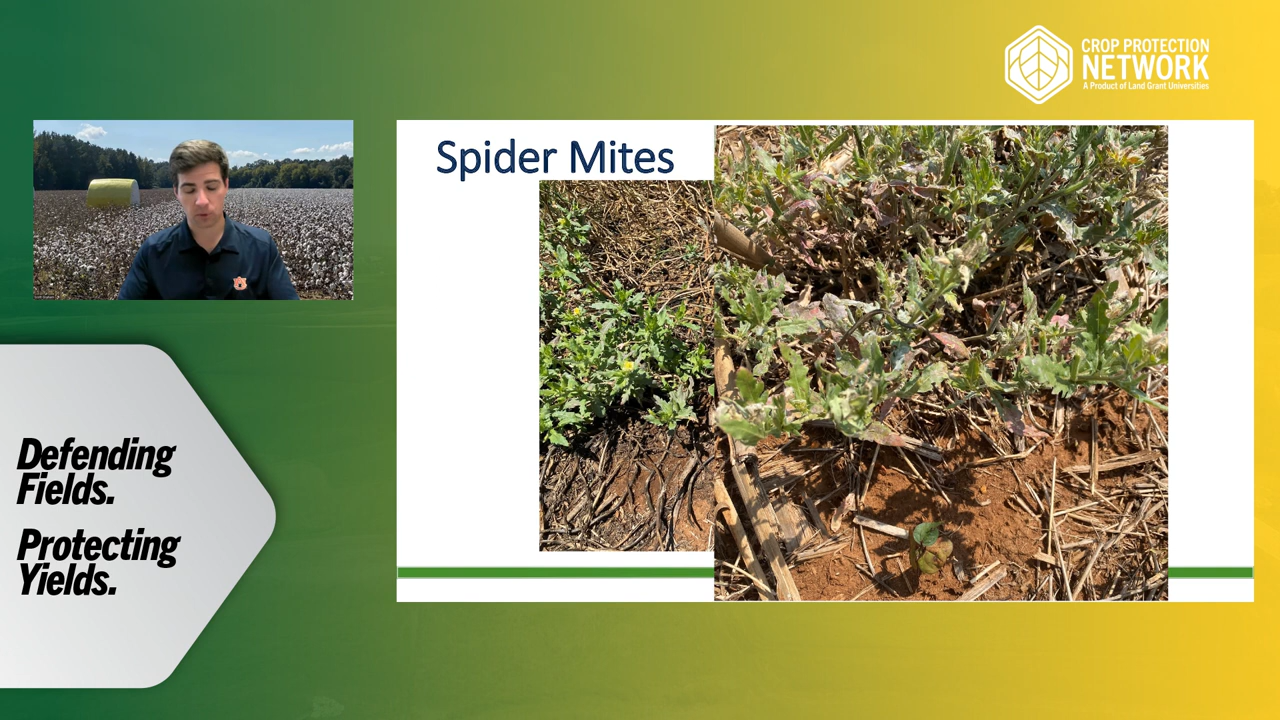 CROP PROTECTION
NETWORK
A Product of Land Grant Universities
Spider Mites
Defending
Fields.
Protecting
Yields.